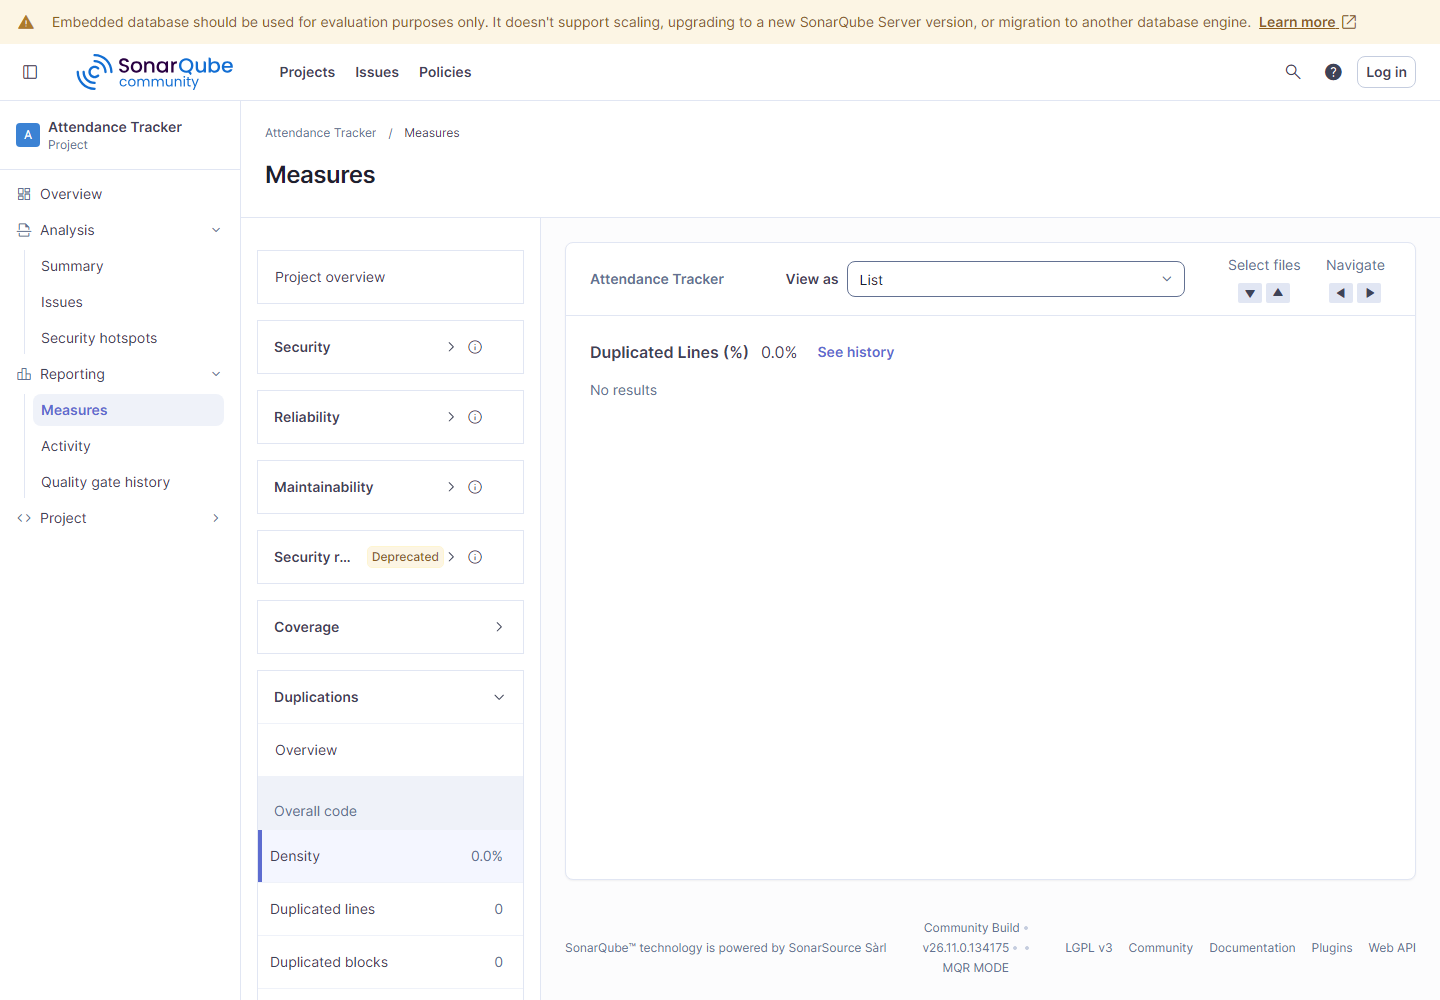 Embedded database should be used for evaluation purposes only. It doesn't support scaling, upgrading to a new SonarQube Server version, or migration to another database engine. Learn more
SonarQube community
Projects
Issues
Policies
?
Log in
A
Attendance Tracker
Project
Overview
Analysis
Summary
Issues
Security hotspots
Reporting
Measures
Activity
Quality gate history
Project
Attendance Tracker / Measures
Measures
Project overview
Security
Reliability
Maintainability
Security r... Deprecated
Coverage
Duplications
Overview
Overall code
Density 0.0%
Duplicated lines 0
Duplicated blocks 0
Attendance Tracker
View as List
Select files
Navigate
Duplicated Lines (%) 0.0% See history
No results
SonarQube™ technology is powered by SonarSource Sàrl
Community Build •
v26.11.0.134175 • •
MQR MODE
LGPL v3
Community
Documentation
Plugins
Web API